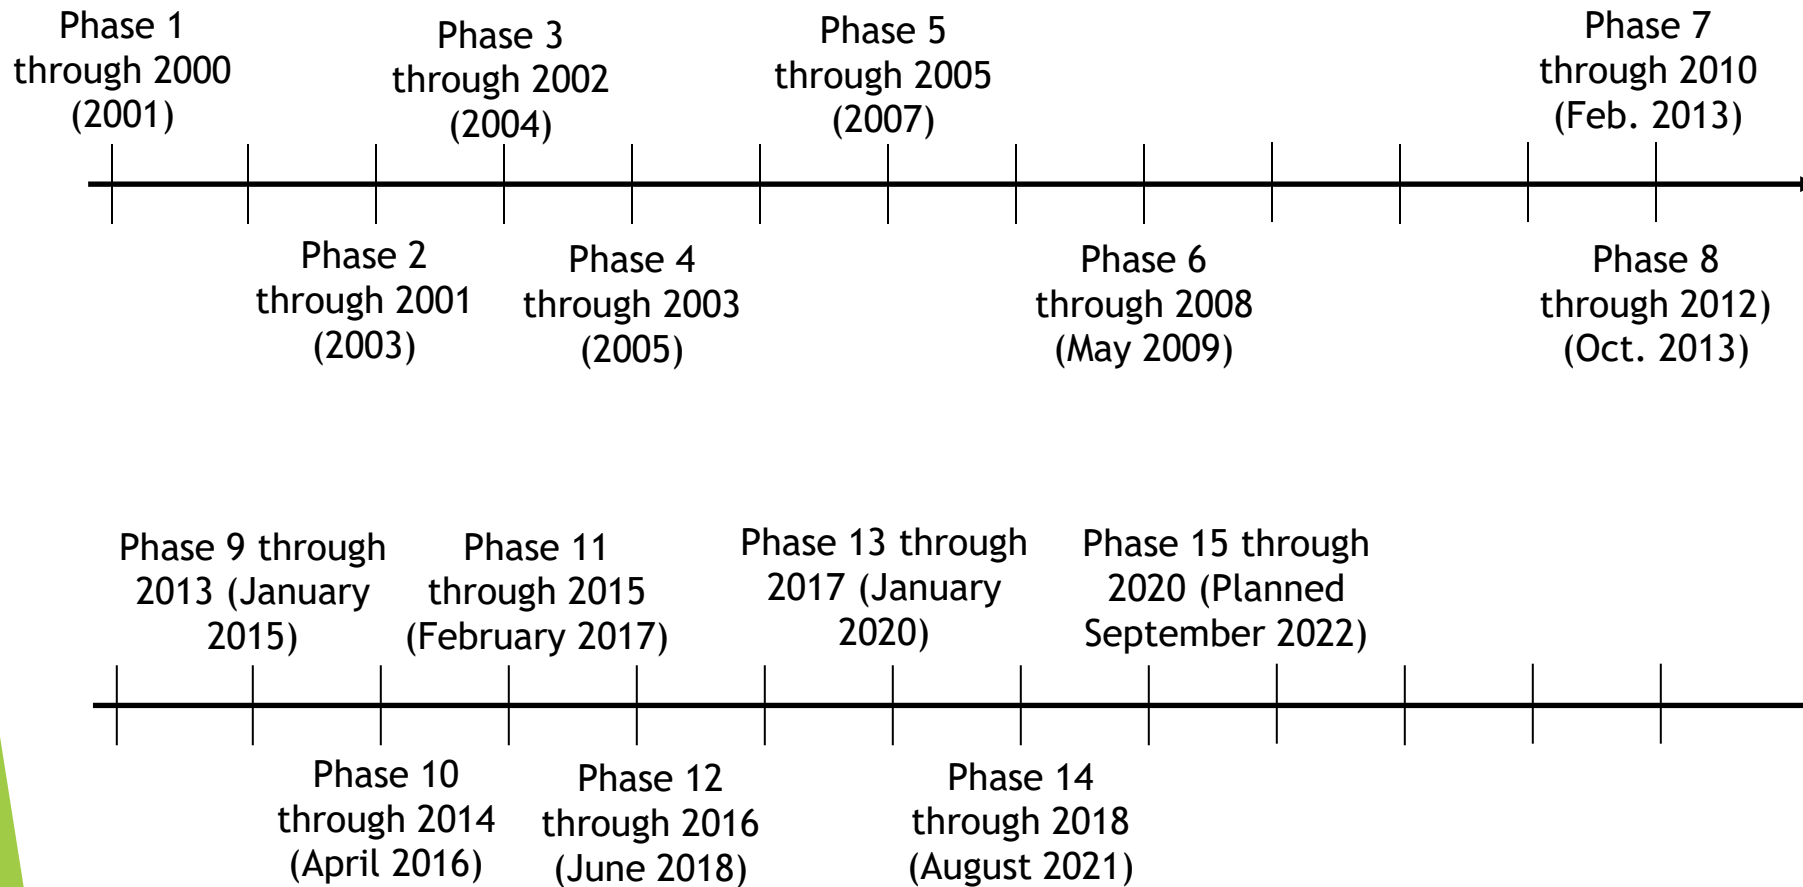 Phase 1
through 2000
(2001)
Phase 3
through 2002
(2004)
Phase 5
through 2005
(2007)
Phase 7
through 2010
(Feb. 2013)
Phase 2
through 2001
(2003)
Phase 4
through 2003
(2005)
Phase 6
through 2008
(May 2009)
Phase 8
through 2012)
(Oct. 2013)
Phase 9 through
2013 (January
2015)
Phase 11
through 2015
(February 2017)
Phase 13 through
2017 (January
2020)
Phase 15 through
2020 (Planned
September 2022)
Phase 10
through 2014
(April 2016)
Phase 12
through 2016
(June 2018)
Phase 14
through 2018
(August 2021)